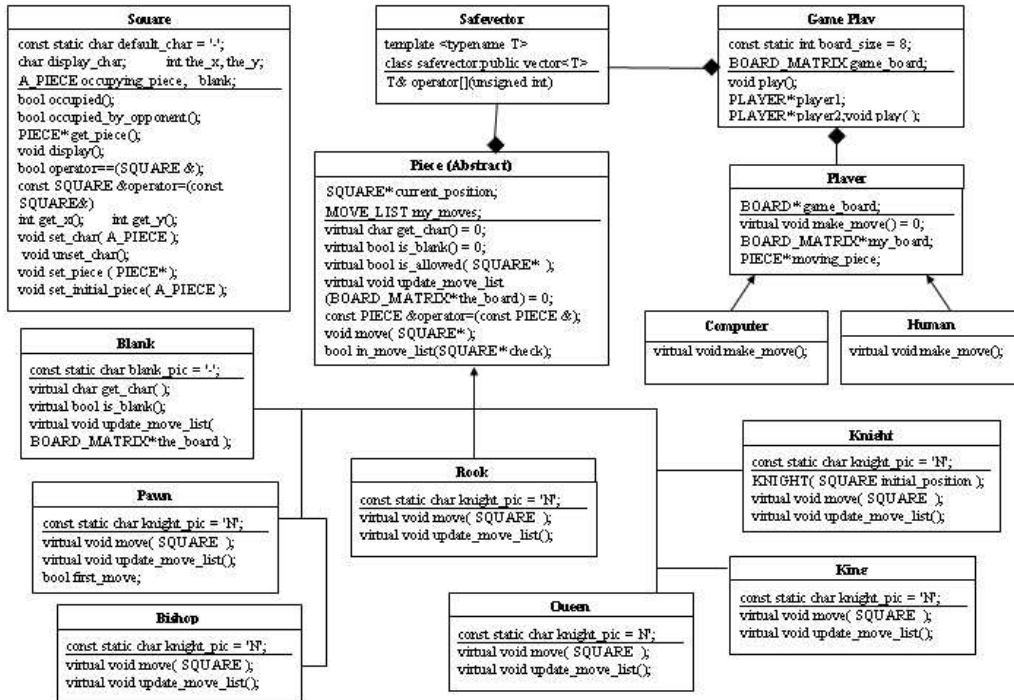 Square
const static char default_char = '-';
char display_char; int the_x, the_y;
A_PIECE occupying_piece, blank;
bool occupied();
bool occupied_by_opponent();
PIECE* get_piece();
void display();
bool operator==(SQUARE &);
const SQUARE &operator=(const
SQUARE&)
int get_x(); int get_y();
void set_char( A_PIECE );
void unset_char();
void set_piece ( PIECE* );
void set_initial_piece( A_PIECE );
Safevector
template <typename T>
class safevector:public vector<T>
T& operator[](unsigned int)
Game Play
const static int board_size = 8;
BOARD_MATRIX game_board;
void play();
PLAYER*player1;
PLAYER*player2;void play( );
Piece (Abstract)
SQUARE*current_position;
MOVE_LIST my_moves;
virtual char get_char() = 0;
virtual bool is_blank() = 0;
virtual bool is_allowed( SQUARE* );
virtual void update_move_list
(BOARD_MATRIX*the_board) = 0;
const PIECE &operator=(const PIECE &);
void move( SQUARE*);
bool in_move_list(SQUARE*check);
Player
BOARD* game_board;
virtual void make_move() = 0;
BOARD_MATRIX*my_board;
PIECE*moving_piece;
Computer
virtual void make_move();
Human
virtual void make_move();
Blank
const static char blank_pic = '-';
virtual char get_char( );
virtual bool is_blank();
virtual void update_move_list(
BOARD_MATRIX*the_board );
Pawn
const static char knight_pic = 'N';
virtual void move( SQUARE );
virtual void update_move_list();
bool first_move;
Bishop
const static char knight_pic = 'N';
virtual void move( SQUARE );
virtual void update_move_list();
Rook
const static char knight_pic = 'N';
virtual void move( SQUARE );
virtual void update_move_list();
Queen
const static char knight_pic = N';
virtual void move( SQUARE );
virtual void update_move_list();
Knight
const static char knight_pic = 'N';
KNIGHT( SQUARE initial_position );
virtual void move( SQUARE );
virtual void update_move_list();
King
const static char knight_pic = 'N';
virtual void move( SQUARE );
virtual void update_move_list();